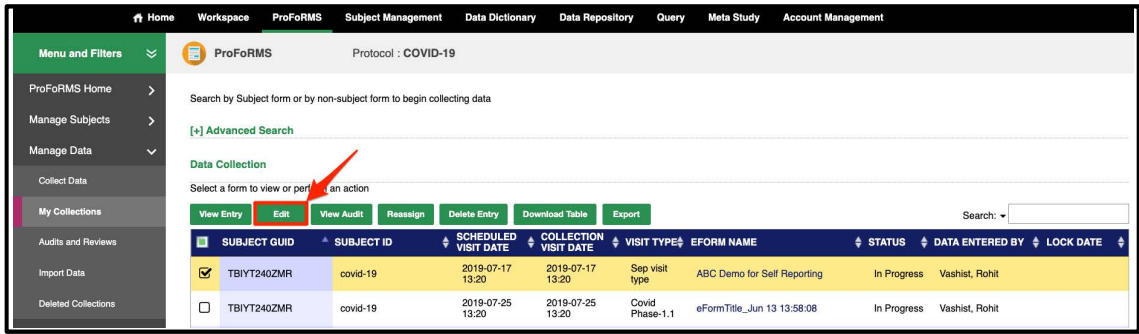 Home Workspace ProFoRMS Subject Management Data Dictionary Data Repository Query Meta Study Account Management
Menu and Filters
ProFoRMS Protocol : COVID-19
ProFoRMS Home
Manage Subjects
Manage Data
Collect Data
My Collections
Audits and Reviews
Import Data
Deleted Collections
Search by Subject form or by non-subject form to begin collecting data
[+] Advanced Search
Data Collection
Select a form to view or perform an action
View Entry Edit View Audit Reassign Delete Entry Download Table Export Search:
SUBJECT GUID SUBJECT ID SCHEDULED VISIT DATE COLLECTION VISIT DATE VISIT TYPE EFORM NAME STATUS DATA ENTERED BY LOCK DATE
TBIYT240ZMR covid-19 2019-07-17 13:20 2019-07-17 13:20 Sep visit type ABC Demo for Self Reporting In Progress Vashist, Rohit
TBIYT240ZMR covid-19 2019-07-25 13:20 2019-07-25 13:20 Covid Phase-1.1 eFormTitle_Jun 13 13:58:08 In Progress Vashist, Rohit